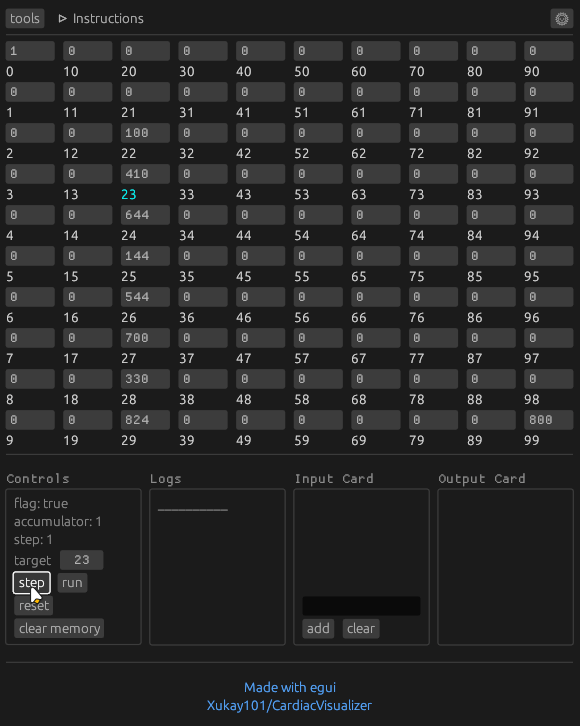 tools Instructions
1 0 0 0 0 0 0 0 0 0
0 10 20 30 40 50 60 70 80 90
0 0 0 0 0 0 0 0 0 0
1 11 21 31 41 51 61 71 81 91
0 0 100 0 0 0 0 0 0 0
2 12 22 32 42 52 62 72 82 92
0 0 410 0 0 0 0 0 0 0
3 13 23 33 43 53 63 73 83 93
0 0 644 0 0 0 0 0 0 0
4 14 24 34 44 54 64 74 84 94
0 0 144 0 0 0 0 0 0 0
5 15 25 35 45 55 65 75 85 95
0 0 544 0 0 0 0 0 0 0
6 16 26 36 46 56 66 76 86 96
0 0 700 0 0 0 0 0 0 0
7 17 27 37 47 57 67 77 87 97
0 0 330 0 0 0 0 0 0 0
8 18 28 38 48 58 68 78 88 98
0 0 824 0 0 0 0 0 0 800
9 19 29 39 49 59 69 79 89 99
Controls
flag: true
accumulator: 1
step: 1
target 23
step run
reset
clear memory
Logs
__________
Input Card
add clear
Output Card
Made with egui
Xukay101/CardiacVisualizer